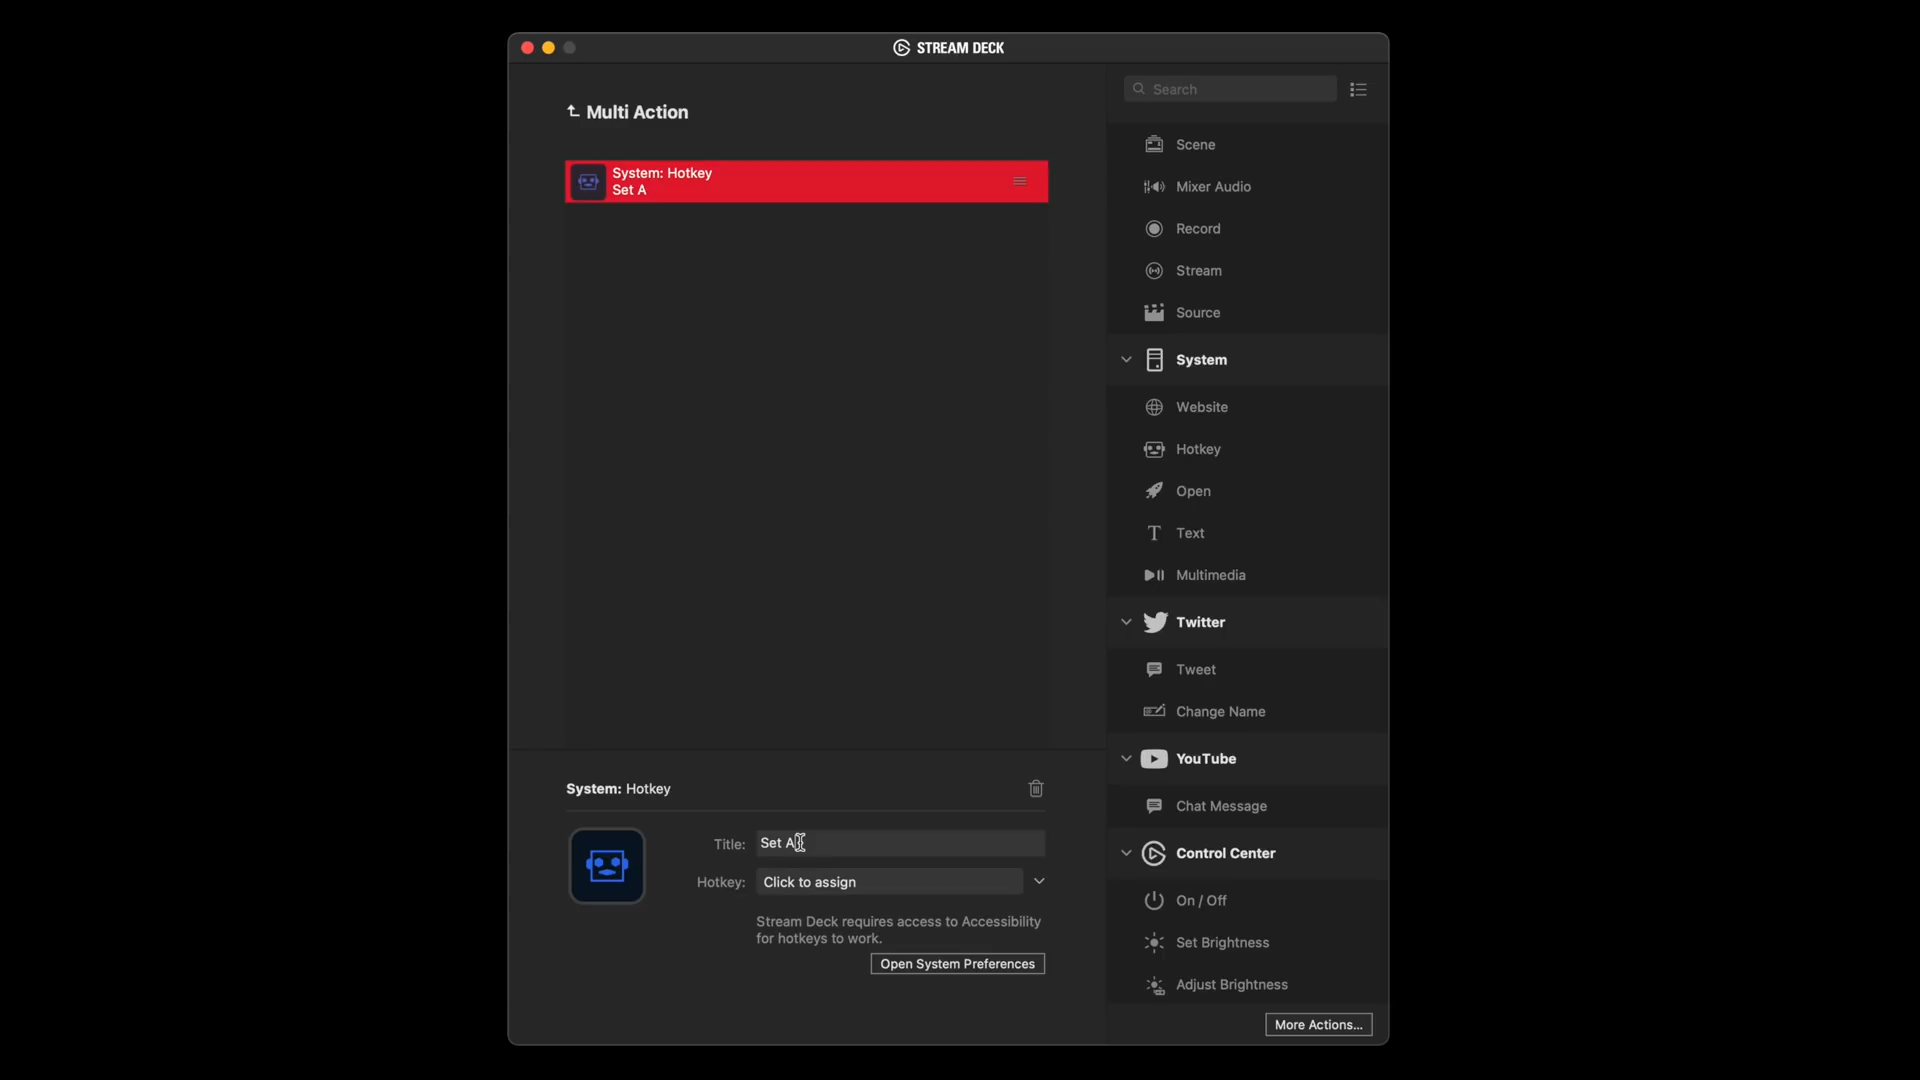 STREAM DECK
Multi Action
System: Hotkey
Set A
Search
Scene
Mixer Audio
Record
Stream
Source
System
Website
Hotkey
Open
Text
Multimedia
Twitter
Tweet
Change Name
YouTube
Chat Message
Control Center
On / Off
Set Brightness
Adjust Brightness
More Actions...
System: Hotkey
Title: Set A
Hotkey: Click to assign
Stream Deck requires access to Accessibility
for hotkeys to work.
Open System Preferences